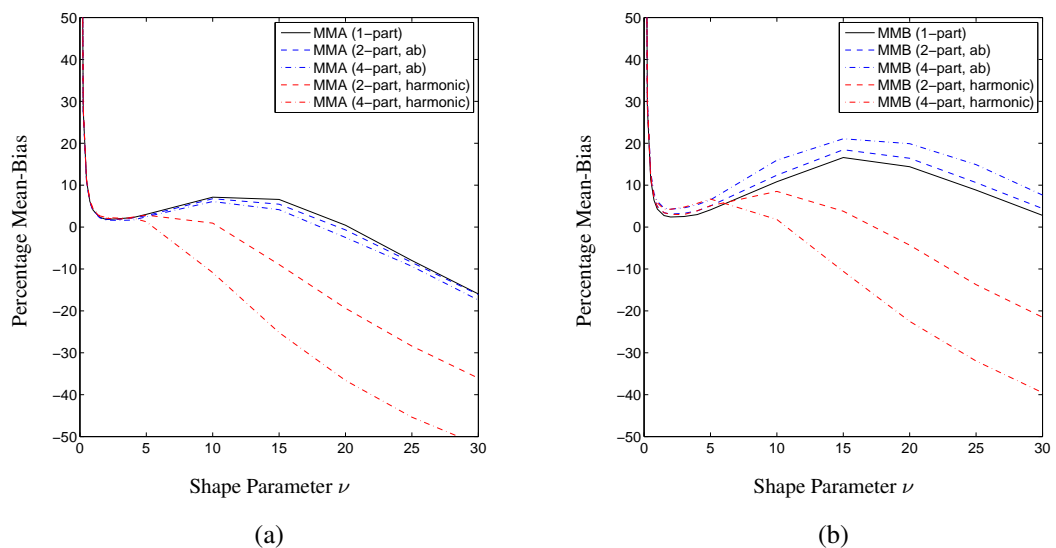 50
40
30
20
10
0
−10
−20
−30
−40
−50
0 5 10 15 20 25 30
Percentage Mean-Bias
Shape Parameter ν
MMA (1−part)
MMA (2−part, ab)
MMA (4−part, ab)
MMA (2−part, harmonic)
MMA (4−part, harmonic)
(a)
50
40
30
20
10
0
−10
−20
−30
−40
−50
0 5 10 15 20 25 30
Percentage Mean-Bias
Shape Parameter ν
MMB (1−part)
MMB (2−part, ab)
MMB (4−part, ab)
MMB (2−part, harmonic)
MMB (4−part, harmonic)
(b)